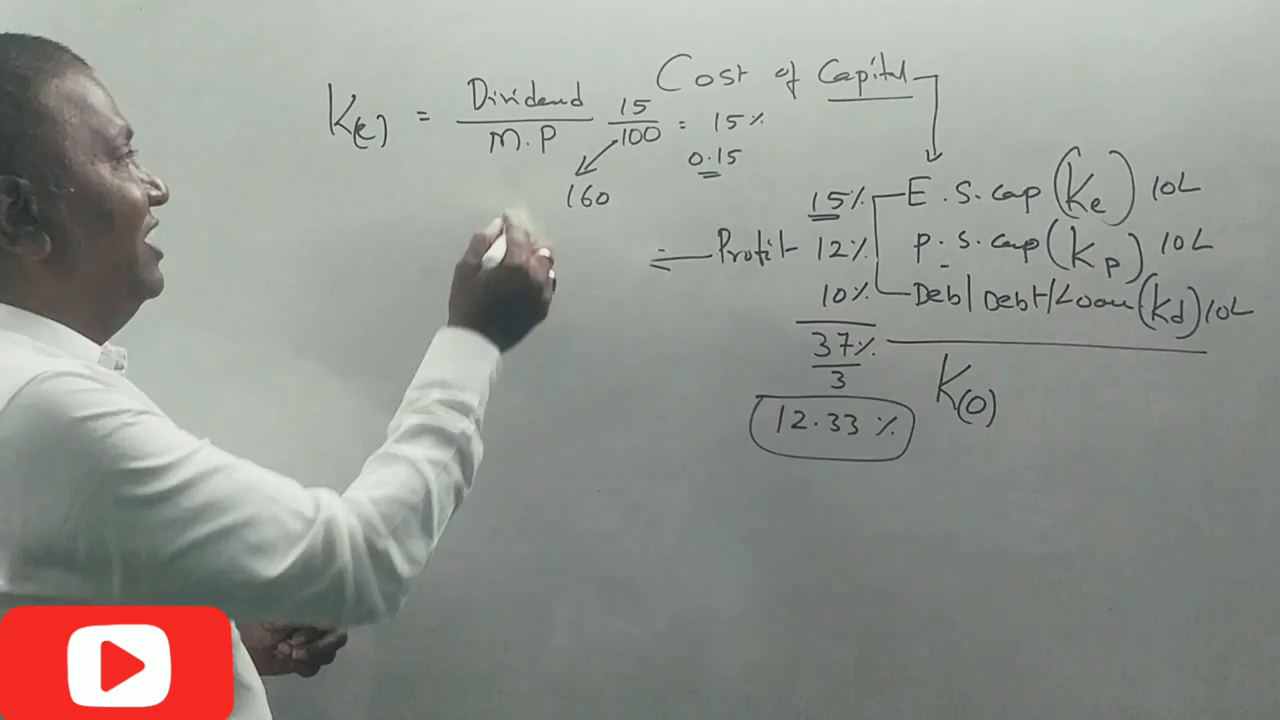 Cost of Capital
K(e) = Dividend / M.P 15/100 = 15%
0.15
160
15% E.S.cap (Ke) 10L
Profit - 12% P.S.cap (Kp) 10L
10% Deb/Debt/Loan (Kd) 10L
37% / 3 K(0)
12.33 %